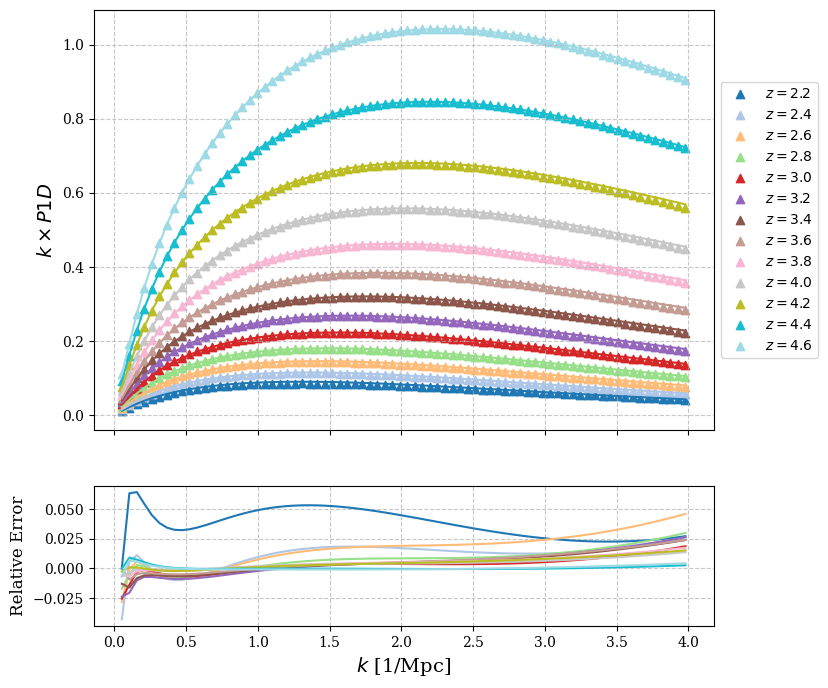 1.0
0.8
0.6
0.4
0.2
0.0
k × P1D
z = 2.2
z = 2.4
z = 2.6
z = 2.8
z = 3.0
z = 3.2
z = 3.4
z = 3.6
z = 3.8
z = 4.0
z = 4.2
z = 4.4
z = 4.6
0.050
0.025
0.000
−0.025
Relative Error
0.0 0.5 1.0 1.5 2.0 2.5 3.0 3.5 4.0
k [1/Mpc]